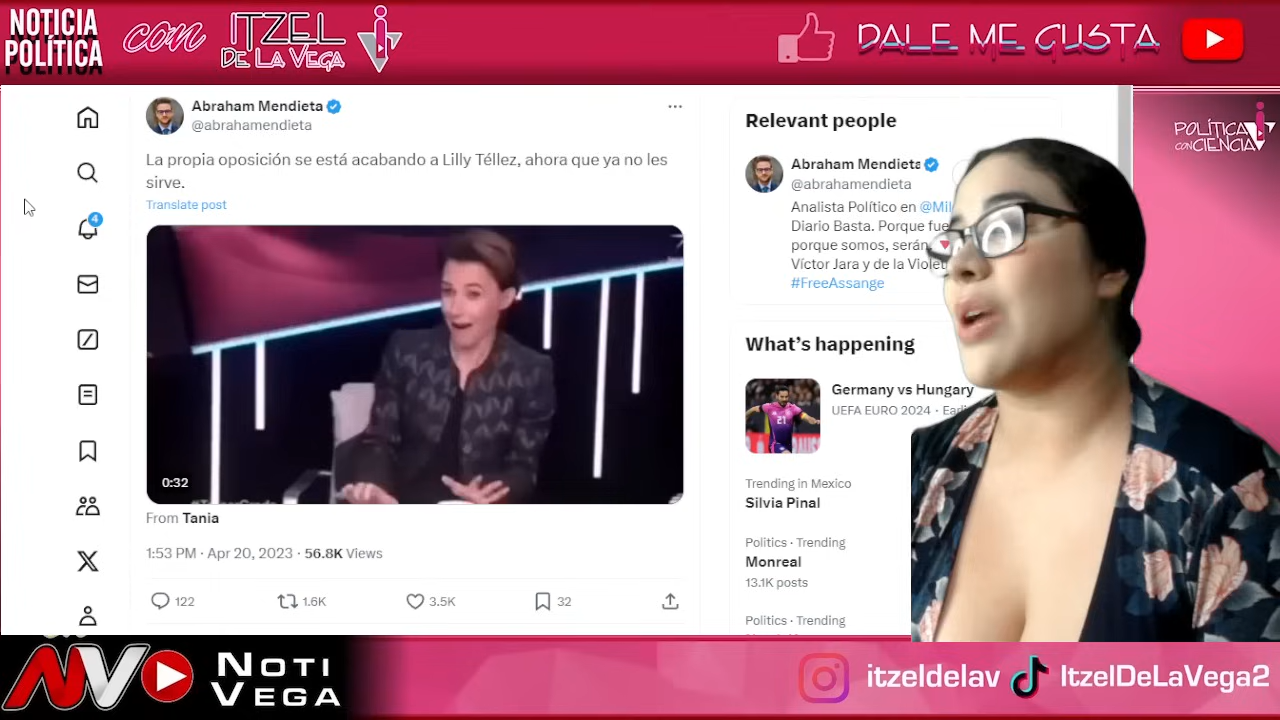 NOTICIA
POLÍTICA
con
ITZEL
DE LA VEGA
DALE ME GUSTA
Abraham Mendieta
@abrahamendieta
La propia oposición se está acabando a Lilly Téllez, ahora que ya no les
sirve.
Translate post
0:32
From Tania
1:53 PM · Apr 20, 2023 · 56.8K Views
122
1.6K
3.5K
32
4
Relevant people
Abraham Mendieta
@abrahamendieta
Analista Político en @Mil
Diario Basta. Porque fue
porque somos, serán.
Víctor Jara y de la Violet
#FreeAssange
What's happening
Germany vs Hungary
UEFA EURO 2024 ·
21
Trending in Mexico
Silvia Pinal
Politics · Trending
Monreal
13.1K posts
Politics · Trending
POLÍTICA
CON CIENCIA
NV
NOTI
VEGA
itzeldelav
ItzelDeLaVega2